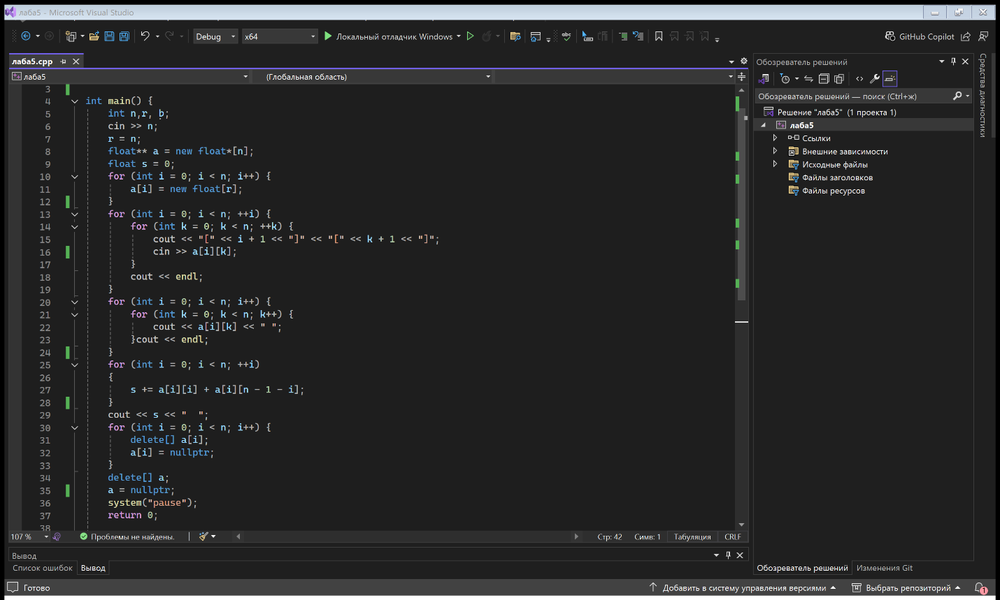 лаба5 - Microsoft Visual Studio
Debug x64 Локальный отладчик Windows GitHub Copilot
лаба5.cpp
лаба5 (Глобальная область)
3
4 int main() {
5 int n,r, b;
6 cin >> n;
7 r = n;
8 float** a = new float*[n];
9 float s = 0;
10 for (int i = 0; i < n; i++) {
11 a[i] = new float[r];
12 }
13 for (int i = 0; i < n; ++i) {
14 for (int k = 0; k < n; ++k) {
15 cout << "[" << i + 1 << "]" << "[" << k + 1 << "]";
16 cin >> a[i][k];
17 }
18 cout << endl;
19 }
20 for (int i = 0; i < n; i++) {
21 for (int k = 0; k < n; k++) {
22 cout << a[i][k] << " ";
23 }cout << endl;
24 }
25 for (int i = 0; i < n; ++i)
26 {
27 s += a[i][i] + a[i][n - 1 - i];
28 }
29 cout << s << "  ";
30 for (int i = 0; i < n; i++) {
31 delete[] a[i];
32 a[i] = nullptr;
33 }
34 delete[] a;
35 a = nullptr;
36 system("pause");
37 return 0;
38
107 % Проблемы не найдены. Стр: 42 Симв: 1 Табуляция CRLF
Вывод
Список ошибок Вывод
Обозреватель решений
Обозреватель решений — поиск (Ctrl+ж)
Решение "лаба5" (1 проекта 1)
лаба5
Ссылки
Внешние зависимости
Исходные файлы
Файлы заголовков
Файлы ресурсов
Обозреватель решений Изменения Git
Средства диагностики
Готово Добавить в систему управления версиями Выбрать репозиторий 1